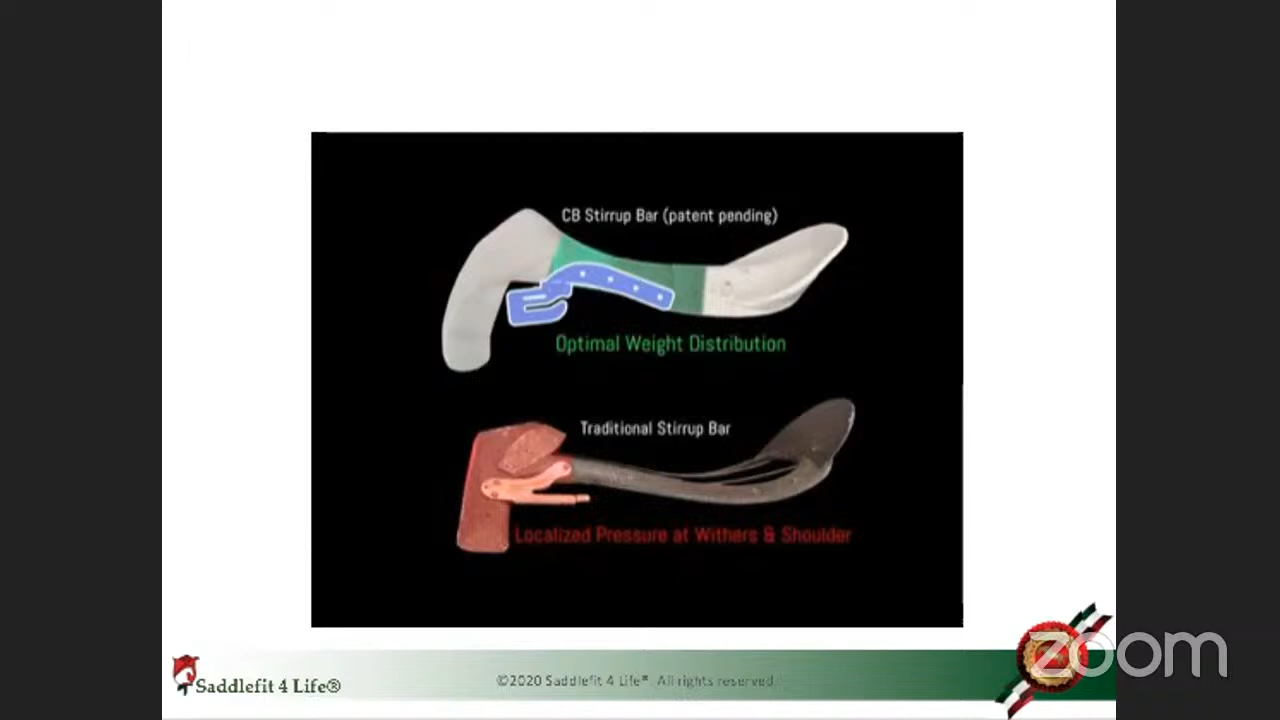 CB Stirrup Bar (patent pending)
Optimal Weight Distribution
Traditional Stirrup Bar
Localized Pressure at Withers & Shoulder
Saddlefit 4 Life®
©2020 Saddlefit 4 Life®. All rights reserved.
zoom